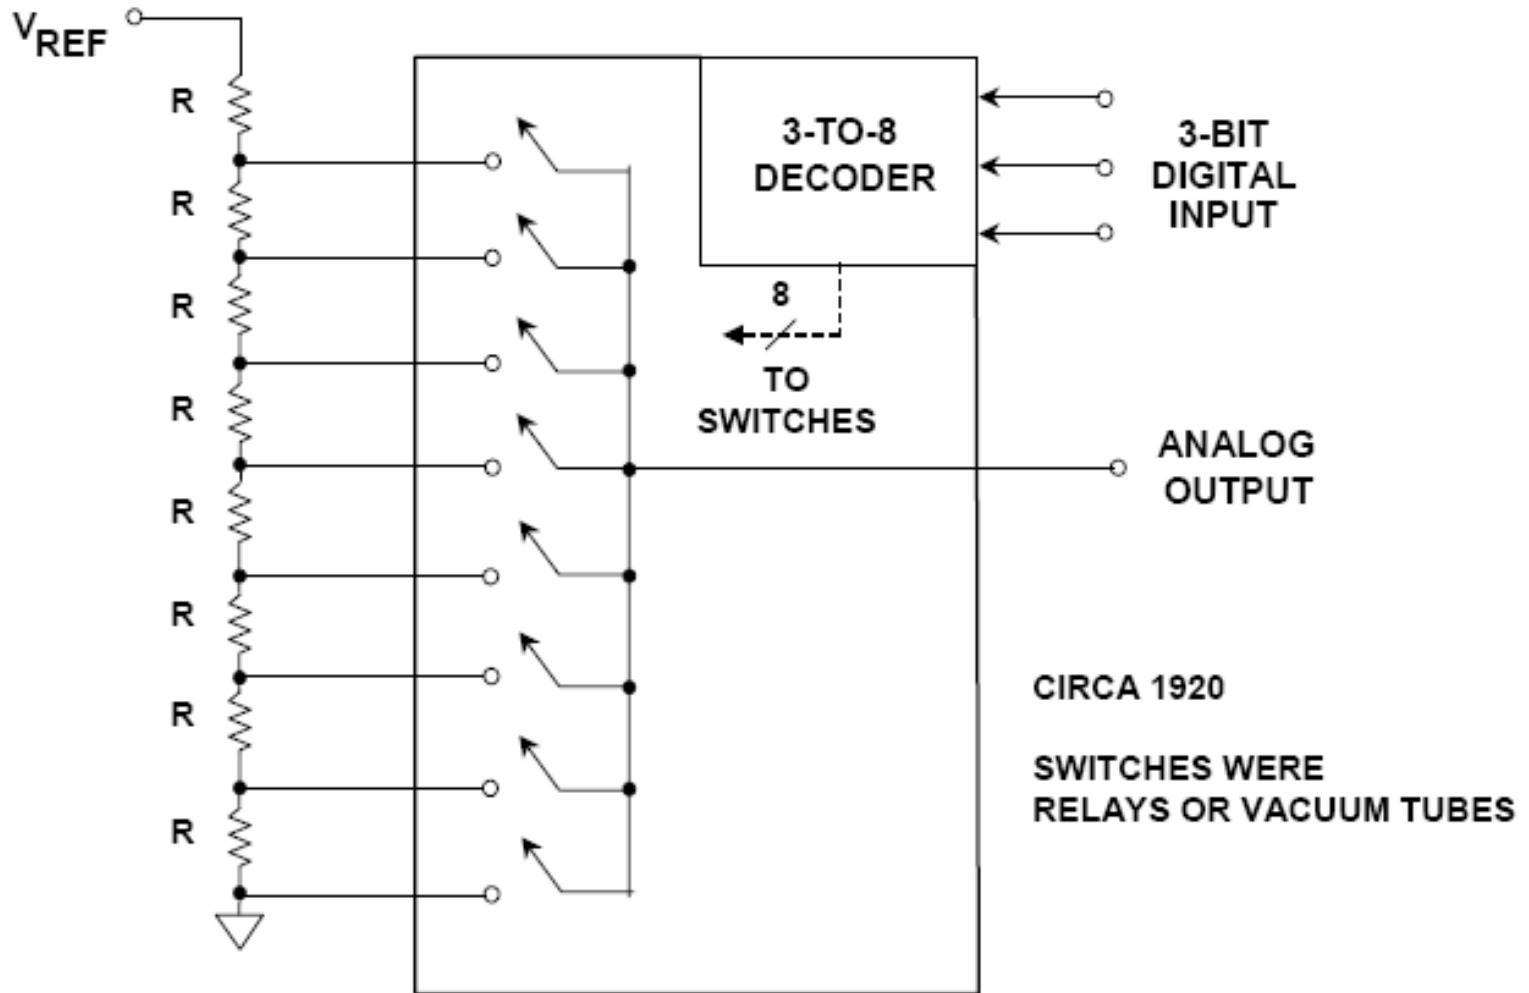 VREF
R
R
R
R
R
R
R
R
3-TO-8
DECODER
3-BIT
DIGITAL
INPUT
8
TO
SWITCHES
ANALOG
OUTPUT
CIRCA 1920
SWITCHES WERE
RELAYS OR VACUUM TUBES